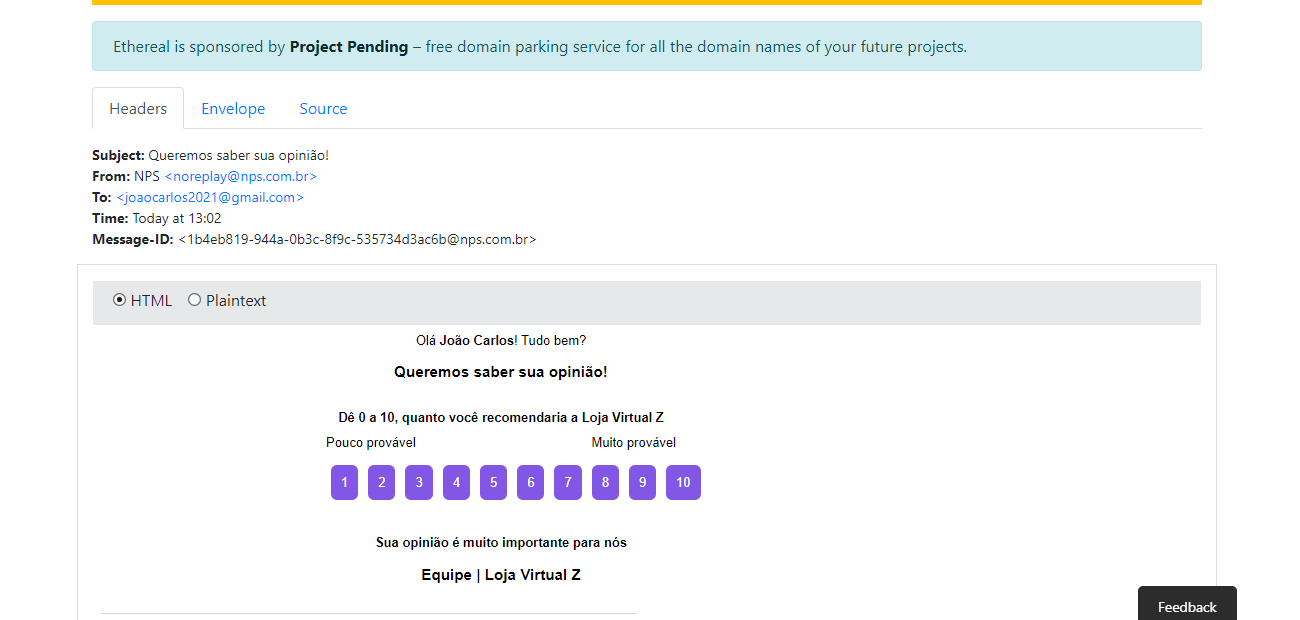 Ethereal is sponsored by Project Pending – free domain parking service for all the domain names of your future projects.
Headers Envelope Source
Subject: Queremos saber sua opinião!
From: NPS <noreplay@nps.com.br>
To: <joaocarlos2021@gmail.com>
Time: Today at 13:02
Message-ID: <1b4eb819-944a-0b3c-8f9c-535734d3ac6b@nps.com.br>
HTML Plaintext
Olá João Carlos! Tudo bem?
Queremos saber sua opinião!
Dê 0 a 10, quanto você recomendaria a Loja Virtual Z
Pouco provável Muito provável
1 2 3 4 5 6 7 8 9 10
Sua opinião é muito importante para nós
Equipe | Loja Virtual Z
Feedback